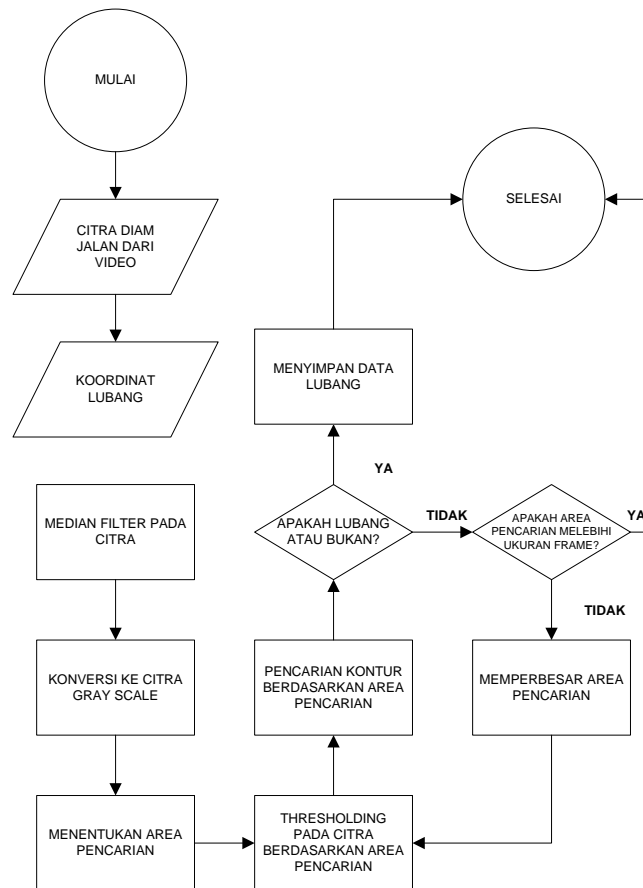 MULAI
CITRA DIAM
JALAN DARI
VIDEO
KOORDINAT
LUBANG
MEDIAN FILTER PADA
CITRA
KONVERSI KE CITRA
GRAY SCALE
MENENTUKAN AREA
PENCARIAN
THRESHOLDING
PADA CITRA
BERDASARKAN AREA
PENCARIAN
PENCARIAN KONTUR
BERDASARKAN AREA
PENCARIAN
APAKAH LUBANG
ATAU BUKAN?
YA
MENYIMPAN DATA
LUBANG
SELESAI
TIDAK
APAKAH AREA
PENCARIAN MELEBIHI
UKURAN FRAME?
YA
TIDAK
MEMPERBESAR AREA
PENCARIAN